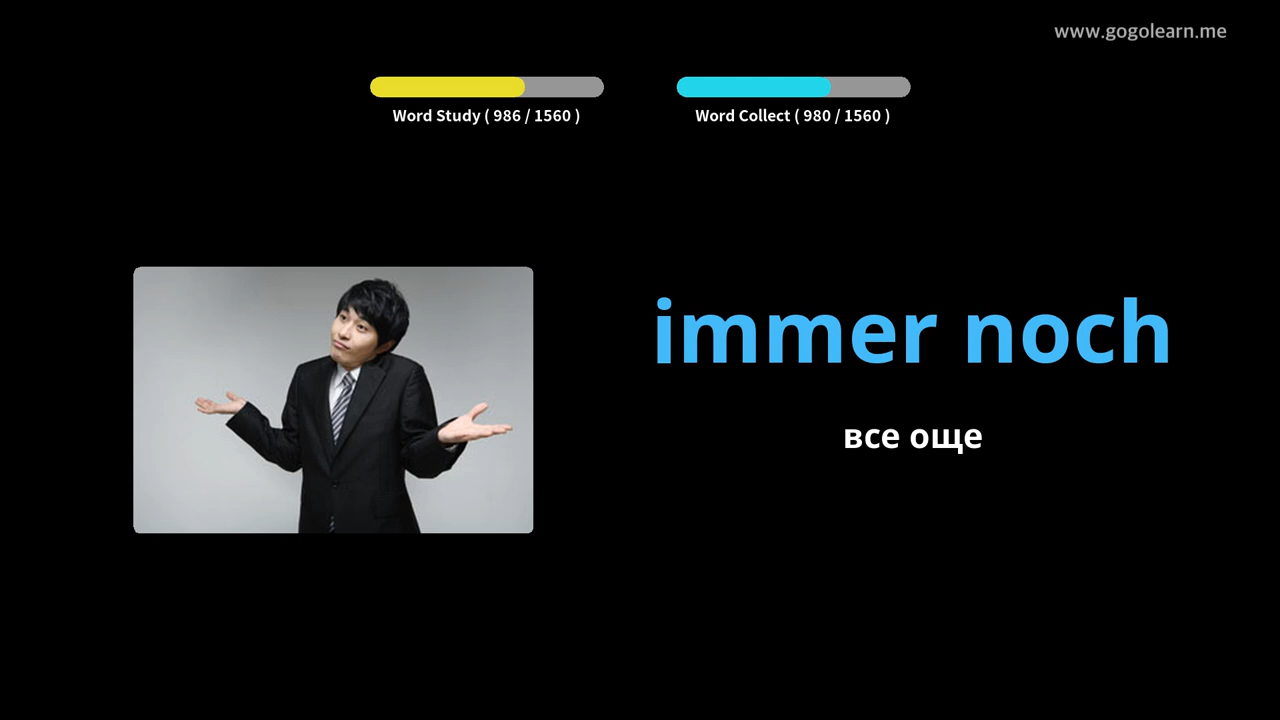 www.gogolearn.me
Word Study ( 986 / 1560 )
Word Collect ( 980 / 1560 )
immer noch
все още